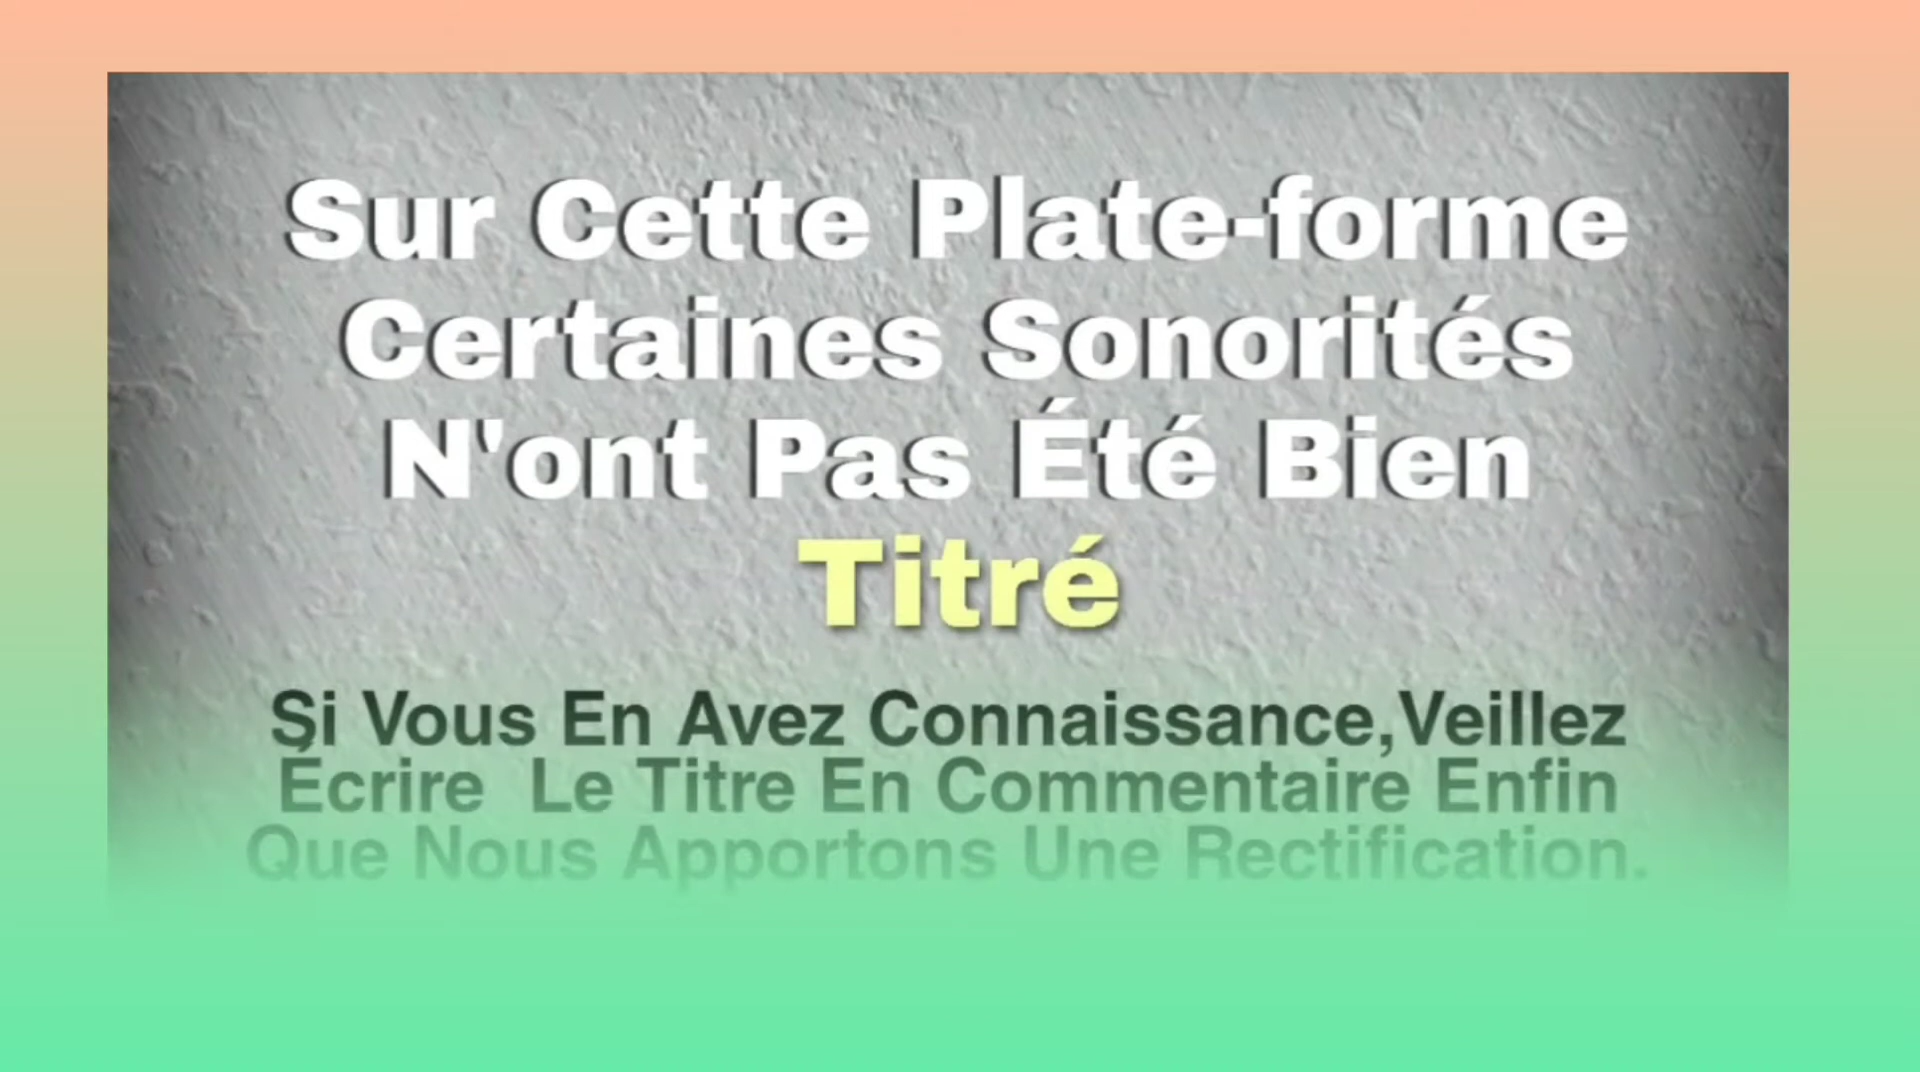 Sur Cette Plate-forme
Certaines Sonorités
N'ont Pas Été Bien
Titré
Si Vous En Avez Connaissance,Veillez
Écrire  Le Titre En Commentaire Enfin
Que Nous Apportons Une Rectification.